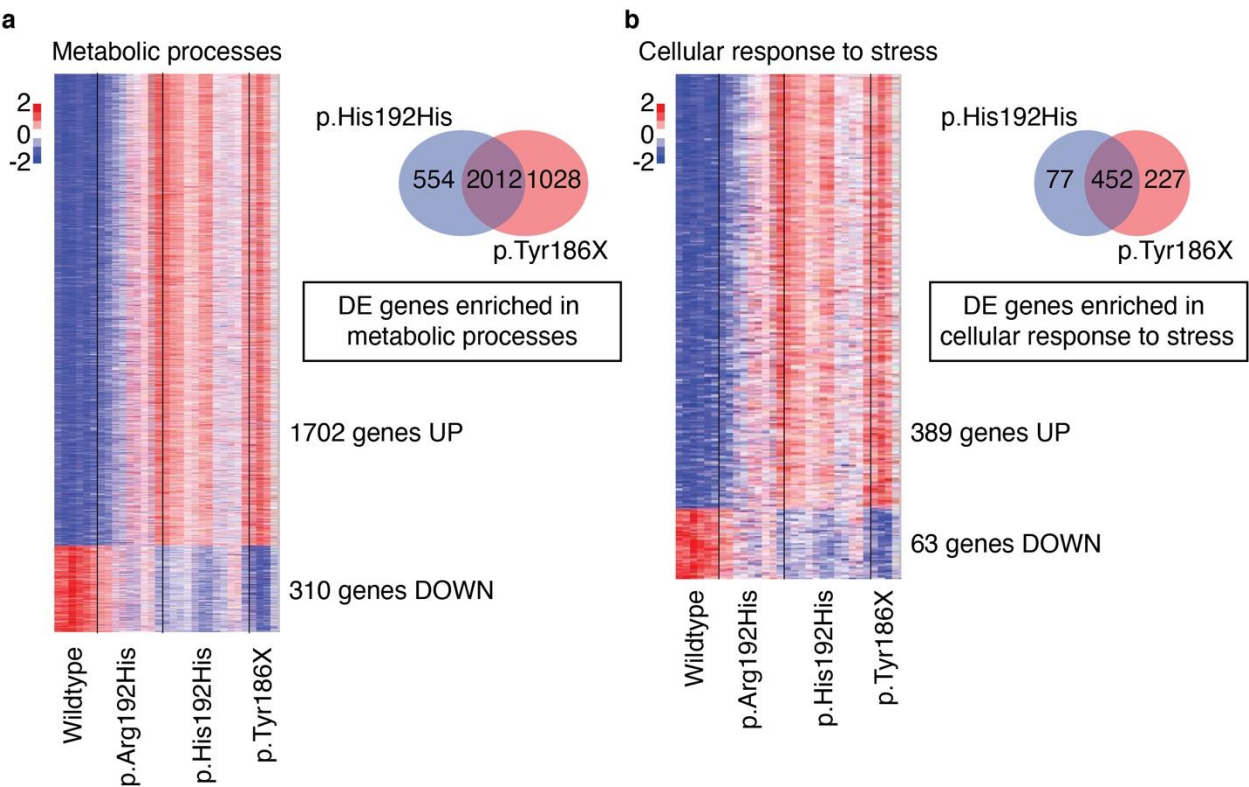 a
Metabolic processes
2
0
-2
p.His192His
554 2012 1028
p.Tyr186X
DE genes enriched in
metabolic processes
1702 genes UP
310 genes DOWN
Wildtype
p.Arg192His
p.His192His
p.Tyr186X
b
Cellular response to stress
2
0
-2
p.His192His
77 452 227
p.Tyr186X
DE genes enriched in
cellular response to stress
389 genes UP
63 genes DOWN
Wildtype
p.Arg192His
p.His192His
p.Tyr186X